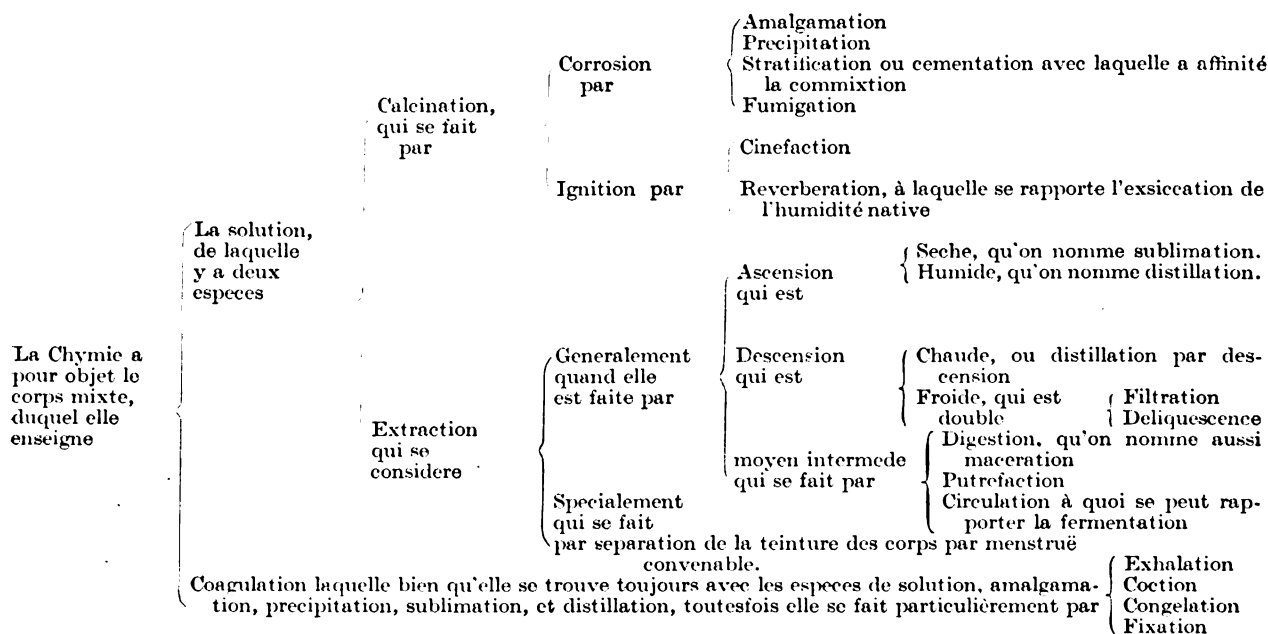 Amalgamation
Precipitation
Stratification ou cementation avec laquelle a affinité
la commixtion
Fumigation
Corrosion
par
Calcination,
qui se fait
par
Cinefaction
Ignition par
Reverberation, à laquelle se rapporte l'exsiccation de
l'humidité native
La solution,
de laquelle
y a deux
especes
Seche, qu'on nomme sublimation.
Humide, qu'on nomme distillation.
Ascension
qui est
La Chymie a
pour objet le
corps mixte,
duquel elle
enseigne
Generalement
quand elle
est faite par
Descension
qui est
Chaude, ou distillation par des-
cension
Froide, qui est
double
Filtration
Deliquescence
Extraction
qui se
considere
moyen intermede
qui se fait par
Digestion, qu'on nomme aussi
maceration
Putrefaction
Circulation à quoi se peut rap-
porter la fermentation
Specialement
qui se fait
par separation de la teinture des corps par menstruë
convenable.
Coagulation laquelle bien qu'elle se trouve toujours avec les especes de solution, amalgama-
tion, precipitation, sublimation, et distillation, toutesfois elle se fait particulièrement par
Exhalation
Coction
Congelation
Fixation